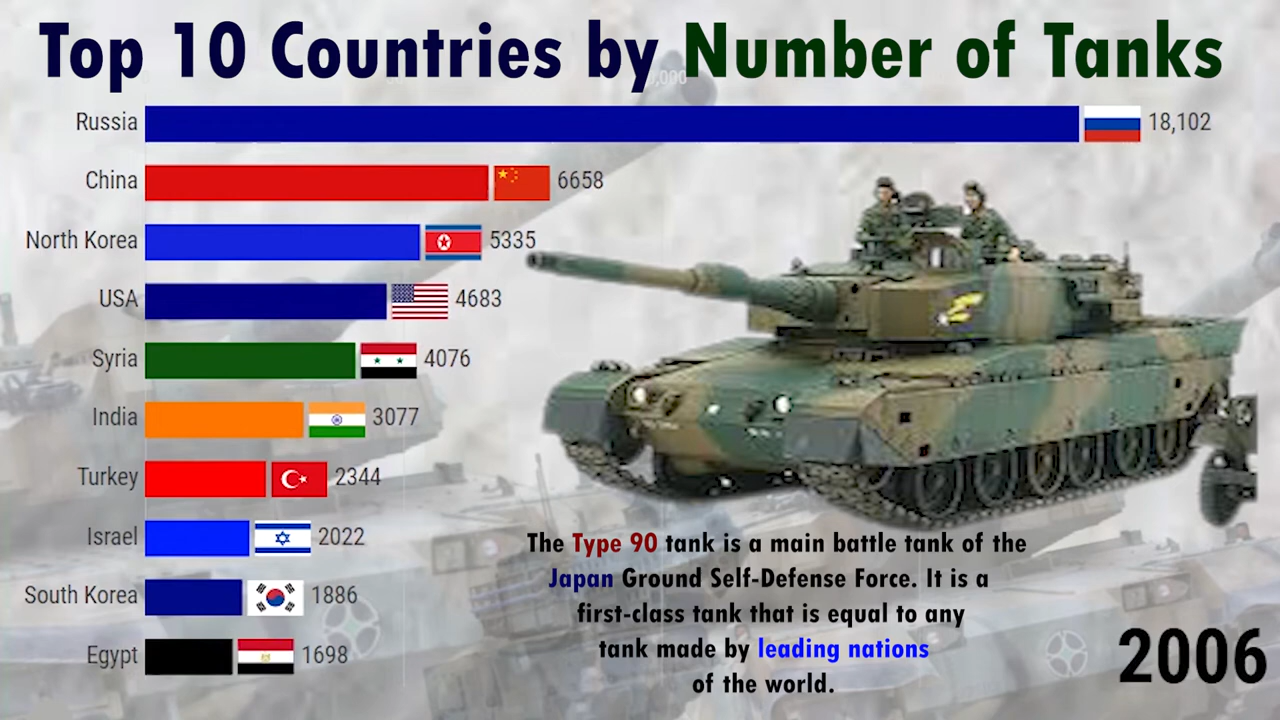 Top 10 Countries by Number of Tanks
Russia 18,102
China 6658
North Korea 5335
USA 4683
Syria 4076
India 3077
Turkey 2344
Israel 2022
South Korea 1886
Egypt 1698
The Type 90 tank is a main battle tank of the
Japan Ground Self-Defense Force. It is a
first-class tank that is equal to any
tank made by leading nations
of the world.
2006